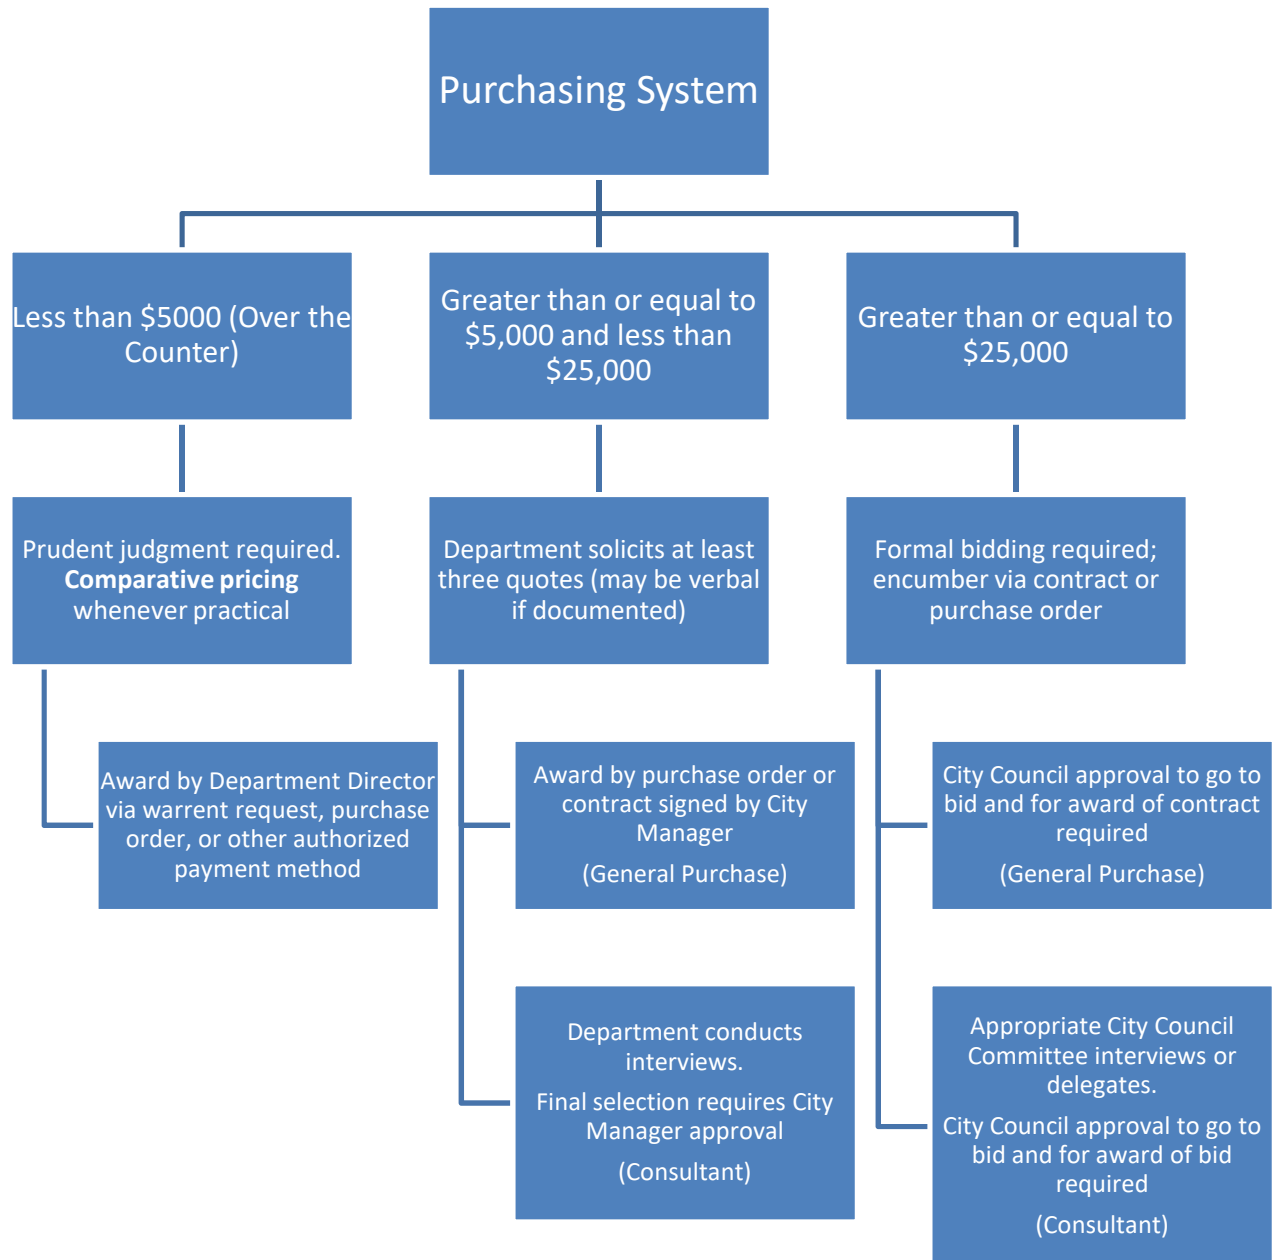 Purchasing System
Less than $5000 (Over the
Counter)
Greater than or equal to
$5,000 and less than
$25,000
Greater than or equal to
$25,000
Prudent judgment required.
Comparative pricing
whenever practical
Department solicits at least
three quotes (may be verbal
if documented)
Formal bidding required;
encumber via contract or
purchase order
Award by Department Director
via warrent request, purchase
order, or other authorized
payment method
Award by purchase order or
contract signed by City
Manager
(General Purchase)
City Council approval to go to
bid and for award of contract
required
(General Purchase)
Department conducts
interviews.
Final selection requires City
Manager approval
(Consultant)
Appropriate City Council
Committee interviews or
delegates.
City Council approval to go to
bid and for award of bid
required
(Consultant)